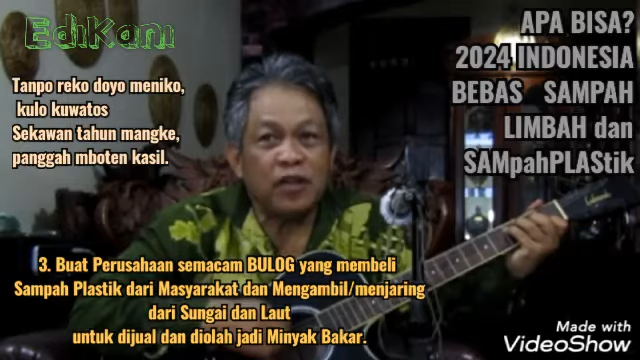 EdiKani
APA BISA?
2024 INDONESIA
BEBAS SAMPAH
LIMBAH dan
SAMpahPLAStik
Tanpo reko doyo meniko,
kulo kuwatos
Sekawan tahun mangke,
panggah mboten kasil.
3. Buat Perusahaan semacam BULOG yang membeli
Sampah Plastik dari Masyarakat dan Mengambil/menjaring
dari Sungai dan Laut
untuk dijual dan diolah jadi Minyak Bakar.
Made with
VideoShow